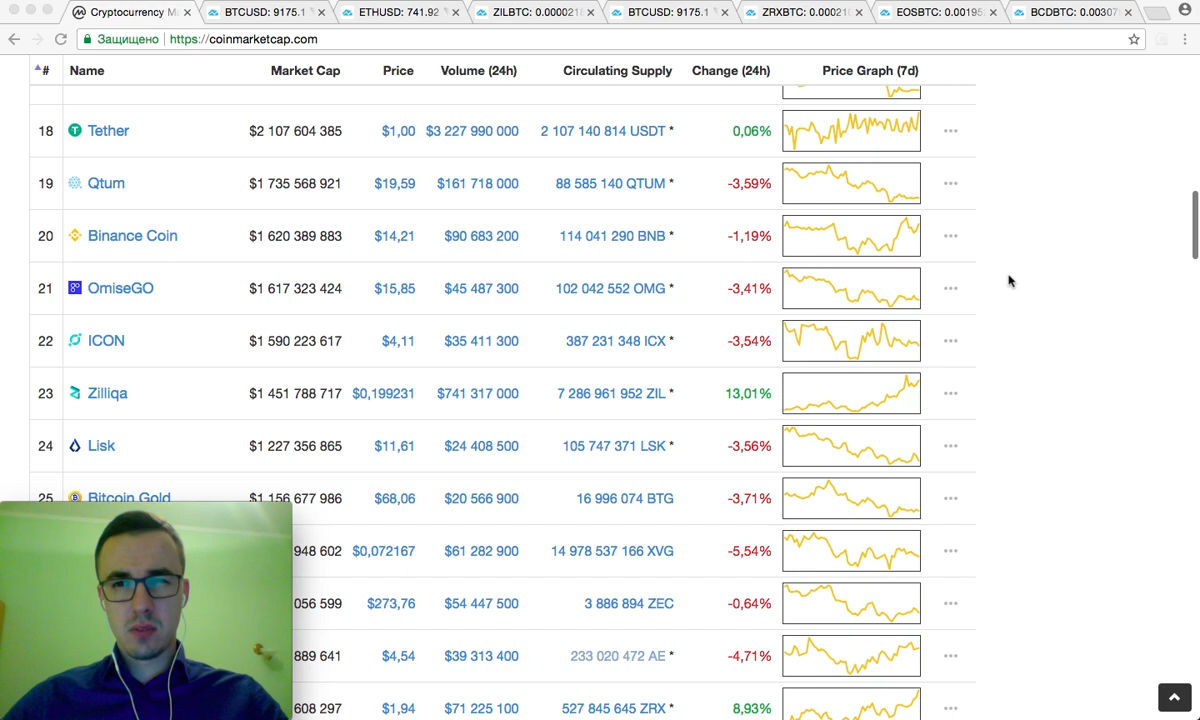 Cryptocurrency M
BTCUSD: 9175.1
ETHUSD: 741.92
ZILBTC: 0.000021
BTCUSD: 9175.1
ZRXBTC: 0.00021
EOSBTC: 0.00195
BCDBTC: 0.0030
Защищено https://coinmarketcap.com
# Name Market Cap Price Volume (24h) Circulating Supply Change (24h) Price Graph (7d)
18 Tether $2 107 604 385 $1,00 $3 227 990 000 2 107 140 814 USDT * 0,06%
19 Qtum $1 735 568 921 $19,59 $161 718 000 88 585 140 QTUM * -3,59%
20 Binance Coin $1 620 389 883 $14,21 $90 683 200 114 041 290 BNB * -1,19%
21 OmiseGO $1 617 323 424 $15,85 $45 487 300 102 042 552 OMG * -3,41%
22 ICON $1 590 223 617 $4,11 $35 411 300 387 231 348 ICX * -3,54%
23 Zilliqa $1 451 788 717 $0,199231 $741 317 000 7 286 961 952 ZIL * 13,01%
24 Lisk $1 227 356 865 $11,61 $24 408 500 105 747 371 LSK * -3,56%
25 Bitcoin Gold $1 156 677 986 $68,06 $20 566 900 16 996 074 BTG -3,71%
948 602 $0,072167 $61 282 900 14 978 537 166 XVG -5,54%
056 599 $273,76 $54 447 500 3 886 894 ZEC -0,64%
889 641 $4,54 $39 313 400 233 020 472 AE * -4,71%
608 297 $1,94 $71 225 100 527 845 645 ZRX * 8,93%